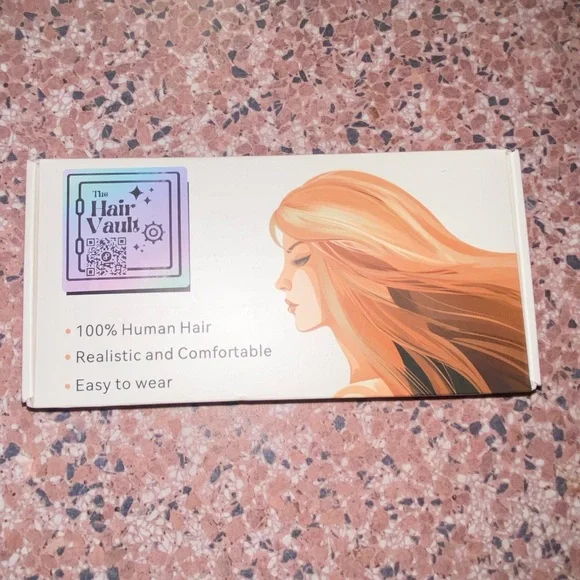 The
Hair
Vault
• 100% Human Hair
• Realistic and Comfortable
• Easy to wear